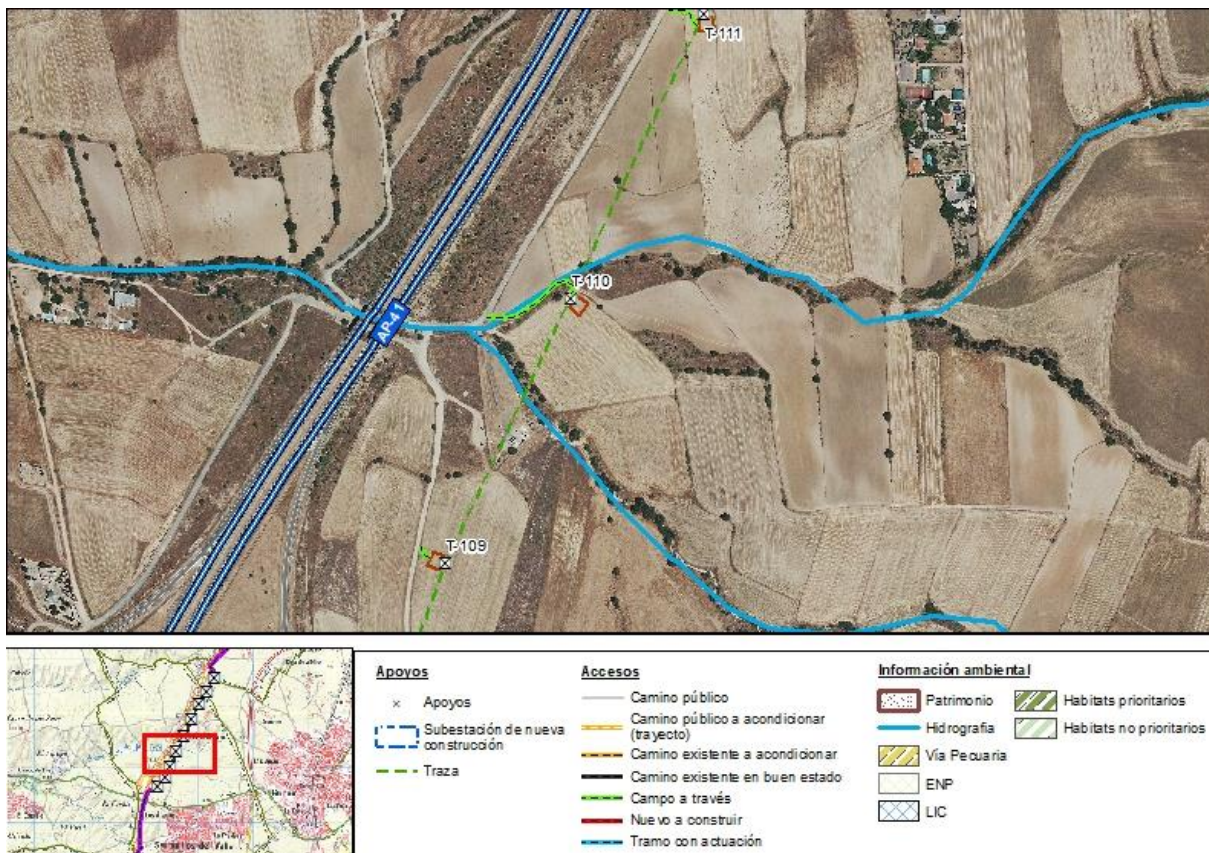 T-111
T-110
AP-41
T-109
Apoyos
Apoyos
Subestación de nueva
construcción
Traza
Accesos
Camino público
Camino público a acondicionar
(trayecto)
Camino existente a acondicionar
Camino existente en buen estado
Campo a través
Nuevo a construir
Tramo con actuación
Información ambiental
Patrimonio
Hidrografia
Vía Pecuaria
ENP
LIC
Habitats prioritarios
Habitats no prioritarios